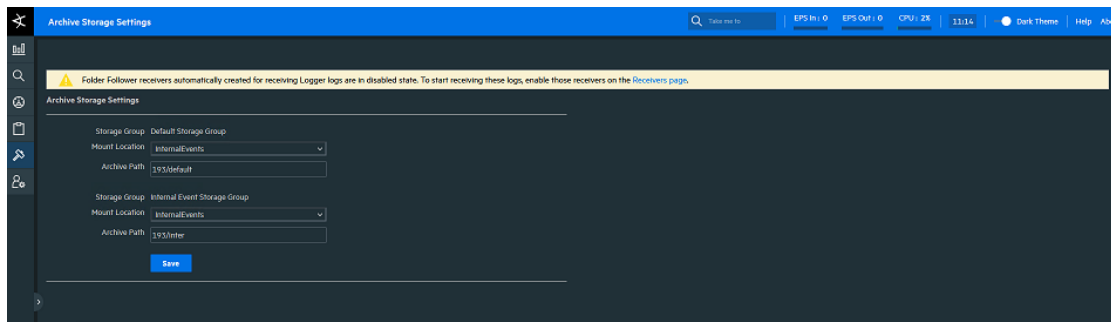 Archive Storage Settings
Take me to
EPS In : 0
EPS Out : 0
CPU : 2%
11:14
Dark Theme
Help
Folder Follower receivers automatically created for receiving Logger logs are in disabled state. To start receiving these logs, enable those receivers on the Receivers page.
Archive Storage Settings
Storage Group Default Storage Group
Mount Location InternalEvents
Archive Path 193/default
Storage Group Internal Event Storage Group
Mount Location InternalEvents
Archive Path 193/inter
Save